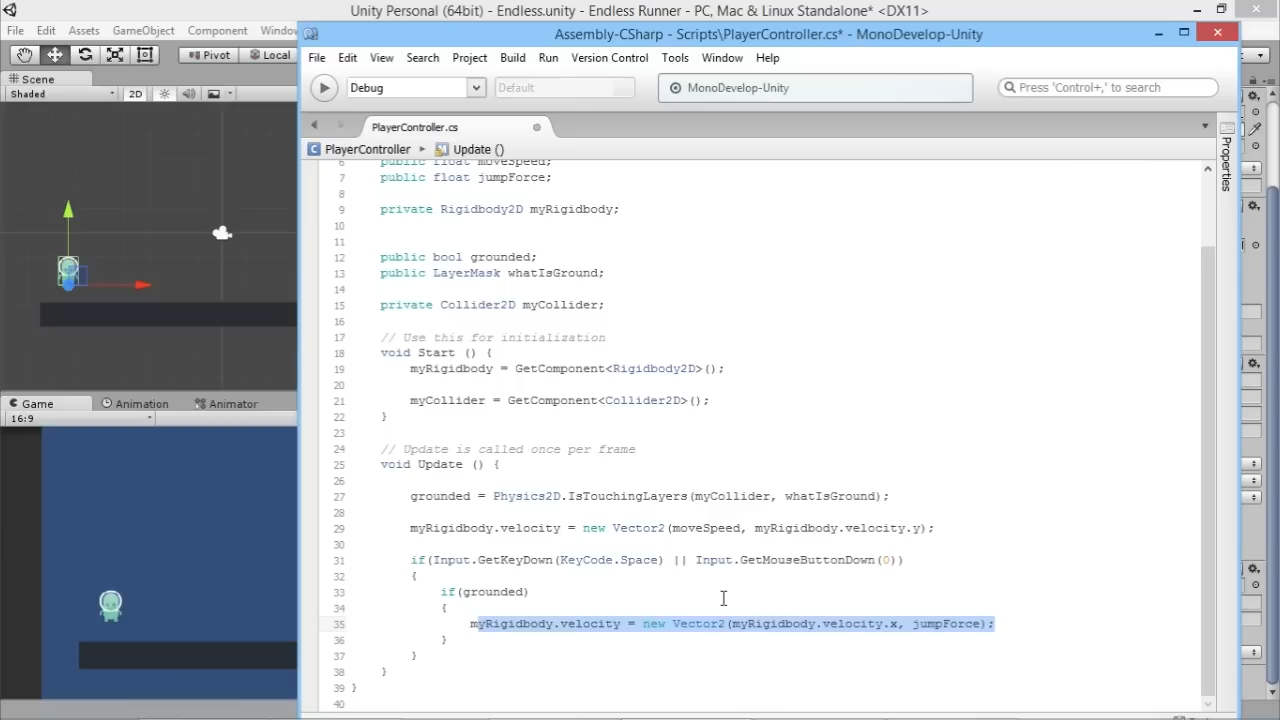 Unity Personal (64bit) - Endless.unity - Endless Runner - PC, Mac & Linux Standalone* <DX11>
File Edit Assets GameObject Component Window
Assembly-CSharp - Scripts\PlayerController.cs* - MonoDevelop-Unity
Pivot Local
File Edit View Search Project Build Run Version Control Tools Window Help
Scene
Shaded 2D
Debug Default MonoDevelop-Unity Press 'Control+,' to search
PlayerController.cs
PlayerController Update ()
Properties
6 public float moveSpeed;
7 public float jumpForce;
8
9 private Rigidbody2D myRigidbody;
10
11
12 public bool grounded;
13 public LayerMask whatIsGround;
14
15 private Collider2D myCollider;
16
17 // Use this for initialization
18 void Start () {
19 myRigidbody = GetComponent<Rigidbody2D>();
20
21 myCollider = GetComponent<Collider2D>();
22 }
23
24 // Update is called once per frame
25 void Update () {
26
27 grounded = Physics2D.IsTouchingLayers(myCollider, whatIsGround);
28
29 myRigidbody.velocity = new Vector2(moveSpeed, myRigidbody.velocity.y);
30
31 if(Input.GetKeyDown(KeyCode.Space) || Input.GetMouseButtonDown(0))
32 {
33 if(grounded)
34 {
35 myRigidbody.velocity = new Vector2(myRigidbody.velocity.x, jumpForce);
36 }
37 }
38 }
39 }
40
Game Animation Animator
16:9